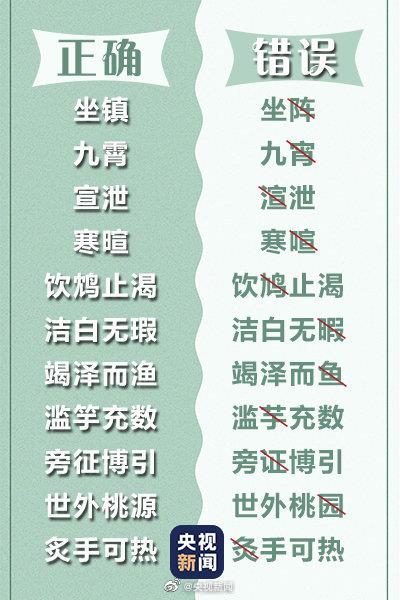 正确 错误
坐镇 坐阵
九霄 九宵
宣泄 渲泄
寒暄 寒喧
饮鸩止渴 饮鸠止渴
洁白无瑕 洁白无暇
竭泽而渔 竭泽而鱼
滥竽充数 滥芋充数
旁征博引 旁证博引
世外桃源 世外桃园
炙手可热 灸手可热
央视
新闻
@央视新闻